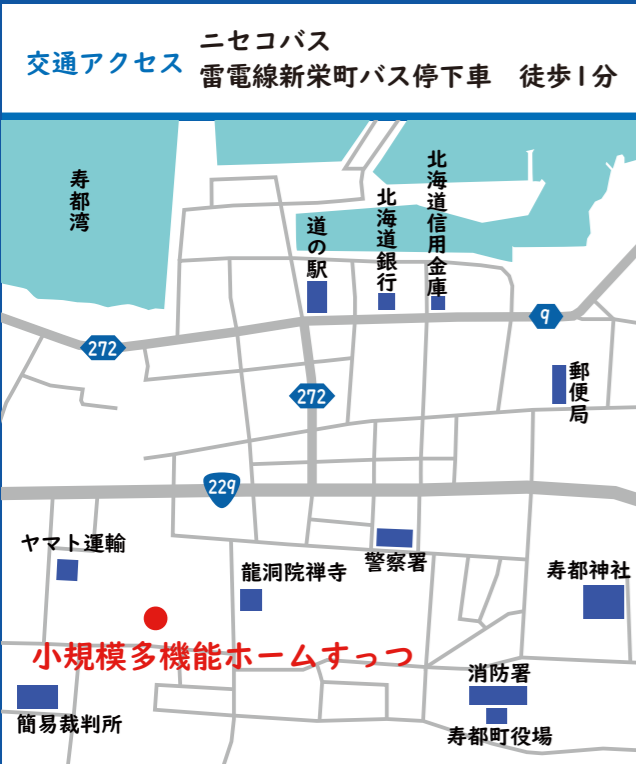 交通アクセス
ニセコバス
雷電線新栄町バス停下車　徒歩1分
寿都湾
道の駅
北海道銀行
北海道信用金庫
9
272
272
郵便局
229
ヤマト運輸
龍洞院禅寺
警察署
寿都神社
小規模多機能ホームすっつ
消防署
簡易裁判所
寿都町役場